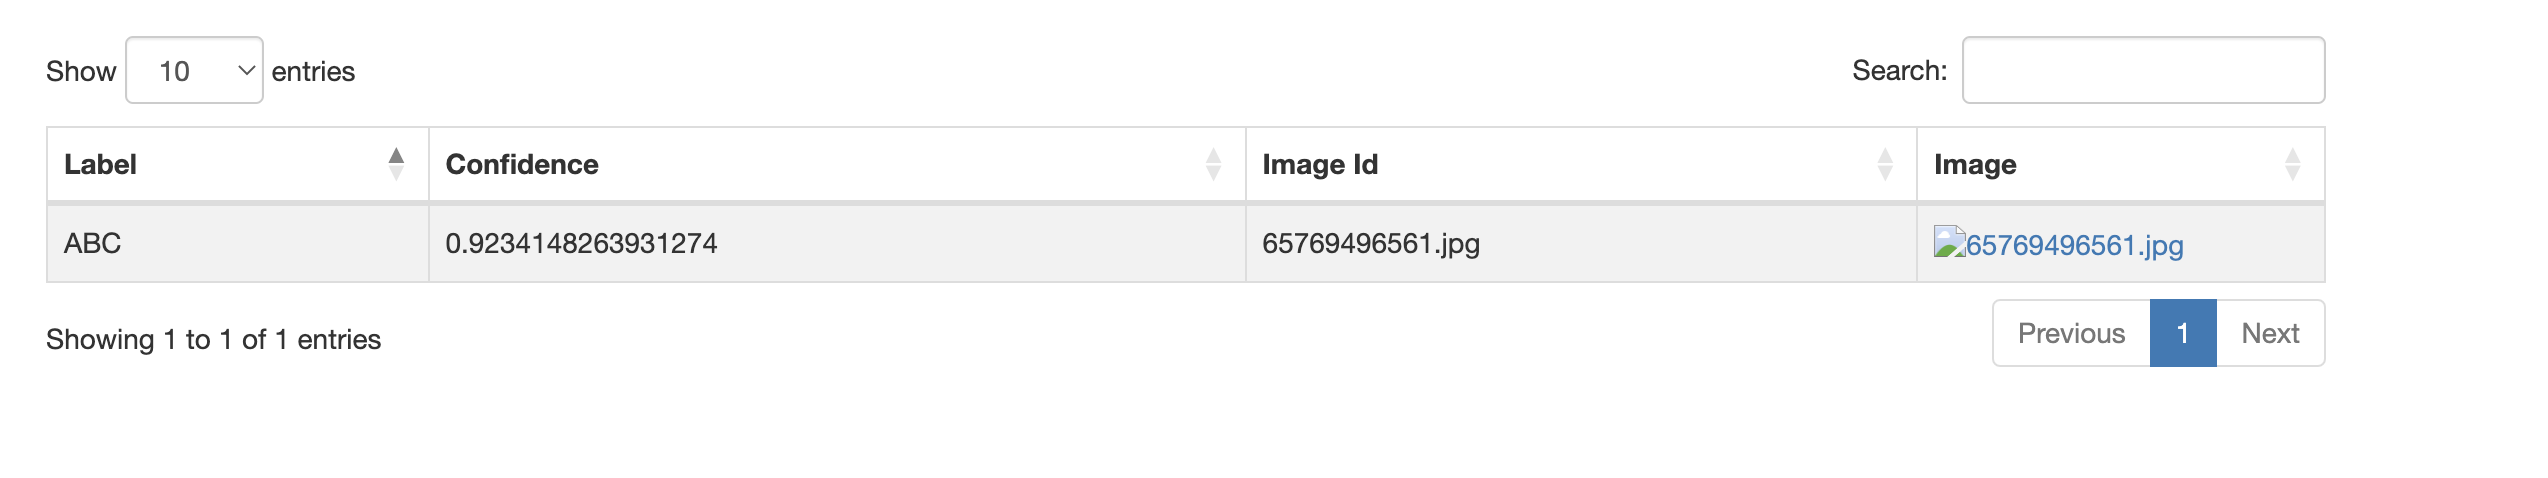 Show 10 entries Search:
Label Confidence Image Id Image
ABC 0.9234148263931274 65769496561.jpg 65769496561.jpg
Showing 1 to 1 of 1 entries
Previous 1 Next